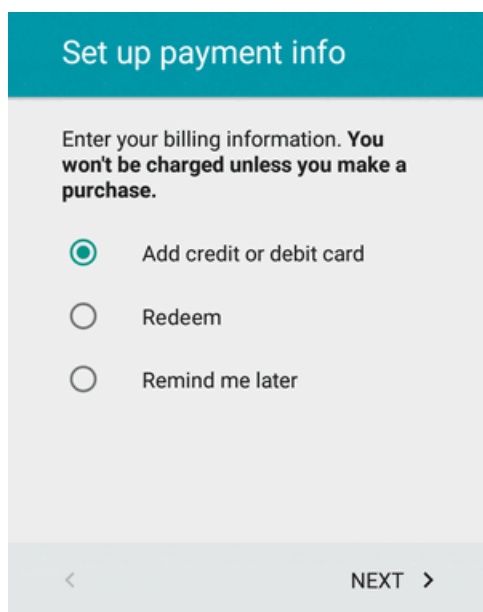 Set up payment info
Enter your billing information. You
won't be charged unless you make a
purchase.
Add credit or debit card
Redeem
Remind me later
NEXT